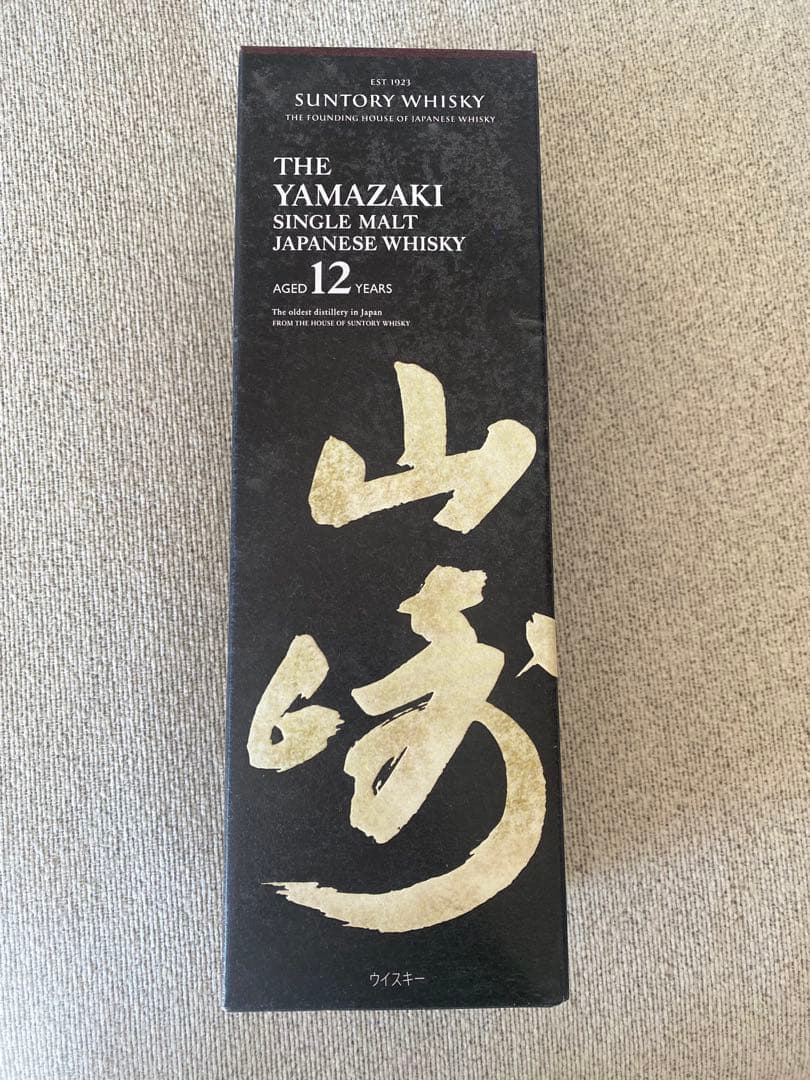 EST 1923
SUNTORY WHISKY
THE FOUNDING HOUSE OF JAPANESE WHISKY
THE
YAMAZAKI
SINGLE MALT
JAPANESE WHISKY
AGED 12 YEARS
The oldest distillery in Japan
FROM THE HOUSE OF SUNTORY WHISKY
山
崎
ウイスキー